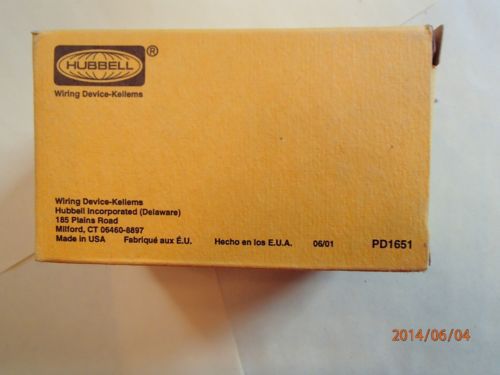 HUBBELL®
Wiring Device-Kellems
Wiring Device-Kellems
Hubbell Incorporated (Delaware)
185 Plains Road
Milford, CT 06460-8897
Made in USA Fabriqué aux É.U. Hecho en los E.U.A. 06/01 PD1651
2014/06/04